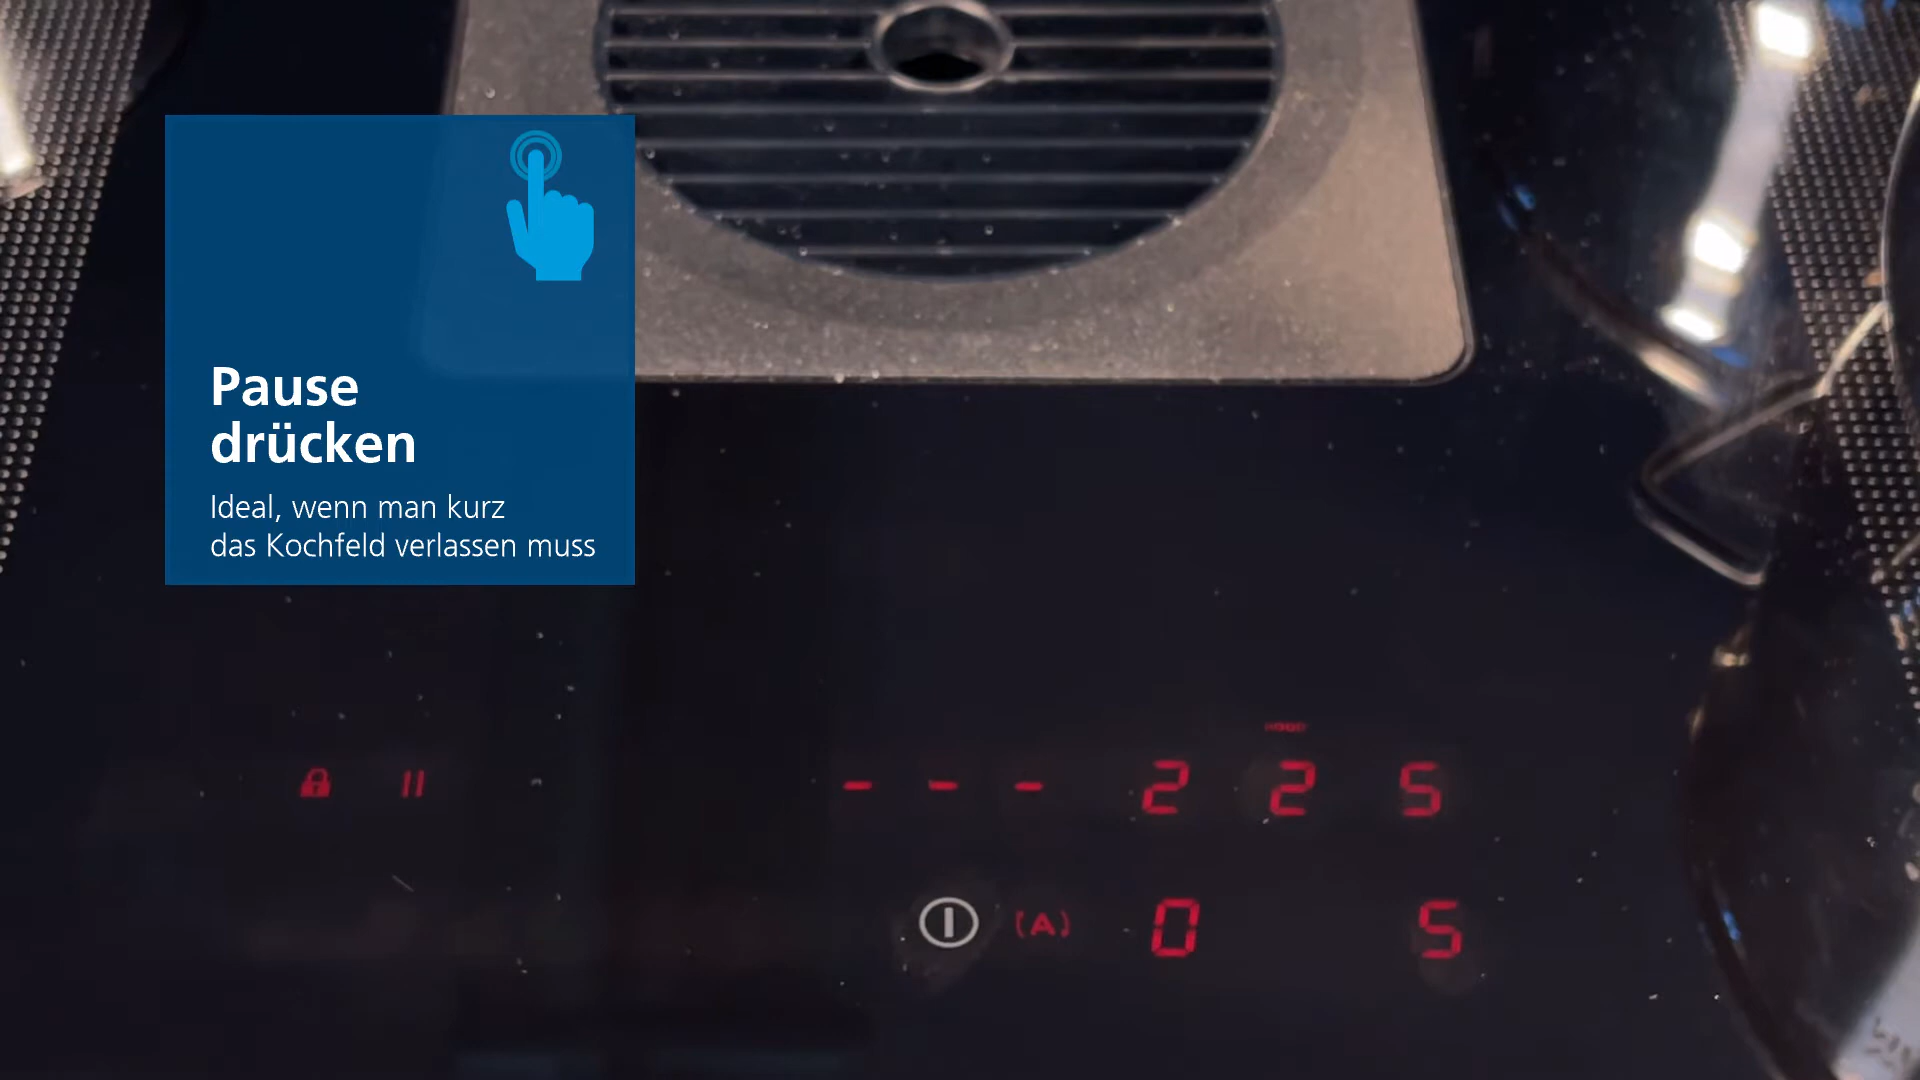 Pause
drücken
Ideal, wenn man kurz
das Kochfeld verlassen muss
- - - 2 2 5
(A) 0 5